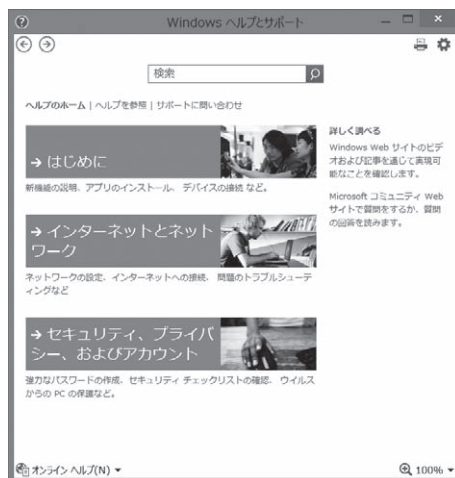 Windows ヘルプとサポート
検索
ヘルプのホーム | ヘルプを参照 | サポートに問い合わせ
→ はじめに
新機能の説明、アプリのインストール、デバイスの接続 など。
→ インターネットとネット
ワーク
ネットワークの設定、インターネットへの接続、問題のトラブルシューテ
ィングなど
→ セキュリティ、プライバ
シー、およびアカウント
強力なパスワードの作成、セキュリティ チェックリストの確認、ウイルス
からの PC の保護など。
詳しく調べる
Windows Web サイトのビデ
オおよび記事を通じて実現可
能なことを確認します。
Microsoft コミュニティ Web
サイトで質問をするか、質問
の回答を読みます。
オンライン ヘルプ(N)
100%